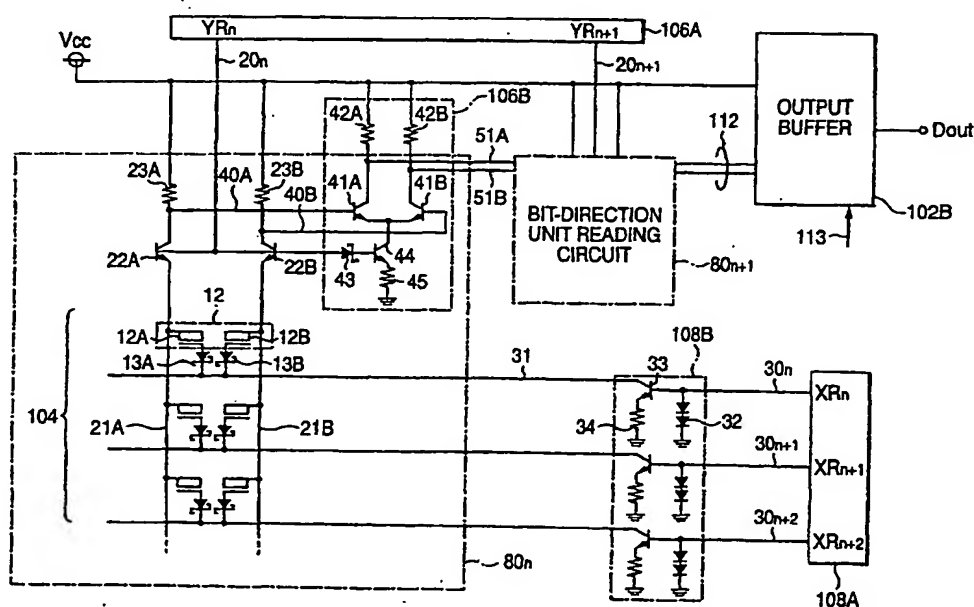 YRn YRn+1 106A
Vcc
20n 20n+1
106B
42A 42B
OUTPUT BUFFER
112
Dout
51A
51B
23A 40A 23B 40B
41A 41B
BIT-DIRECTION UNIT READING CIRCUIT
102B
113
22A 22B 43 44 45
80n+1
12
12A 12B
13A 13B
108B
31 33 30n XRn
104
34 32
21A 21B
30n+1 XRn+1
30n+2 XRn+2
80n
108A